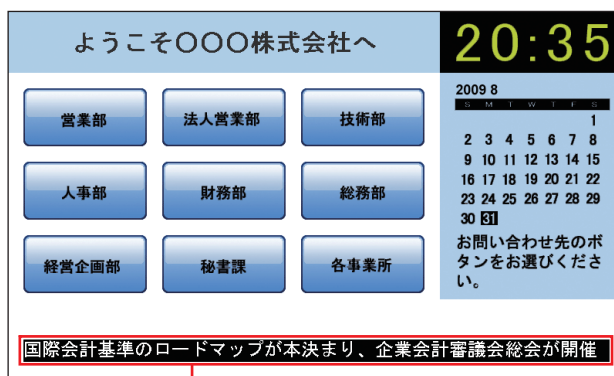 ようこそ〇〇〇株式会社へ
20:35
営業部
法人営業部
技術部
人事部
財務部
総務部
経営企画部
秘書課
各事業所
2009 8
S M T W T F S
1
2 3 4 5 6 7 8
9 10 11 12 13 14 15
16 17 18 19 20 21 22
23 24 25 26 27 28 29
30 31
お問い合わせ先のボ
タンをお選びくださ
い。
国際会計基準のロードマップが本決まり、企業会計審議会総会が開催